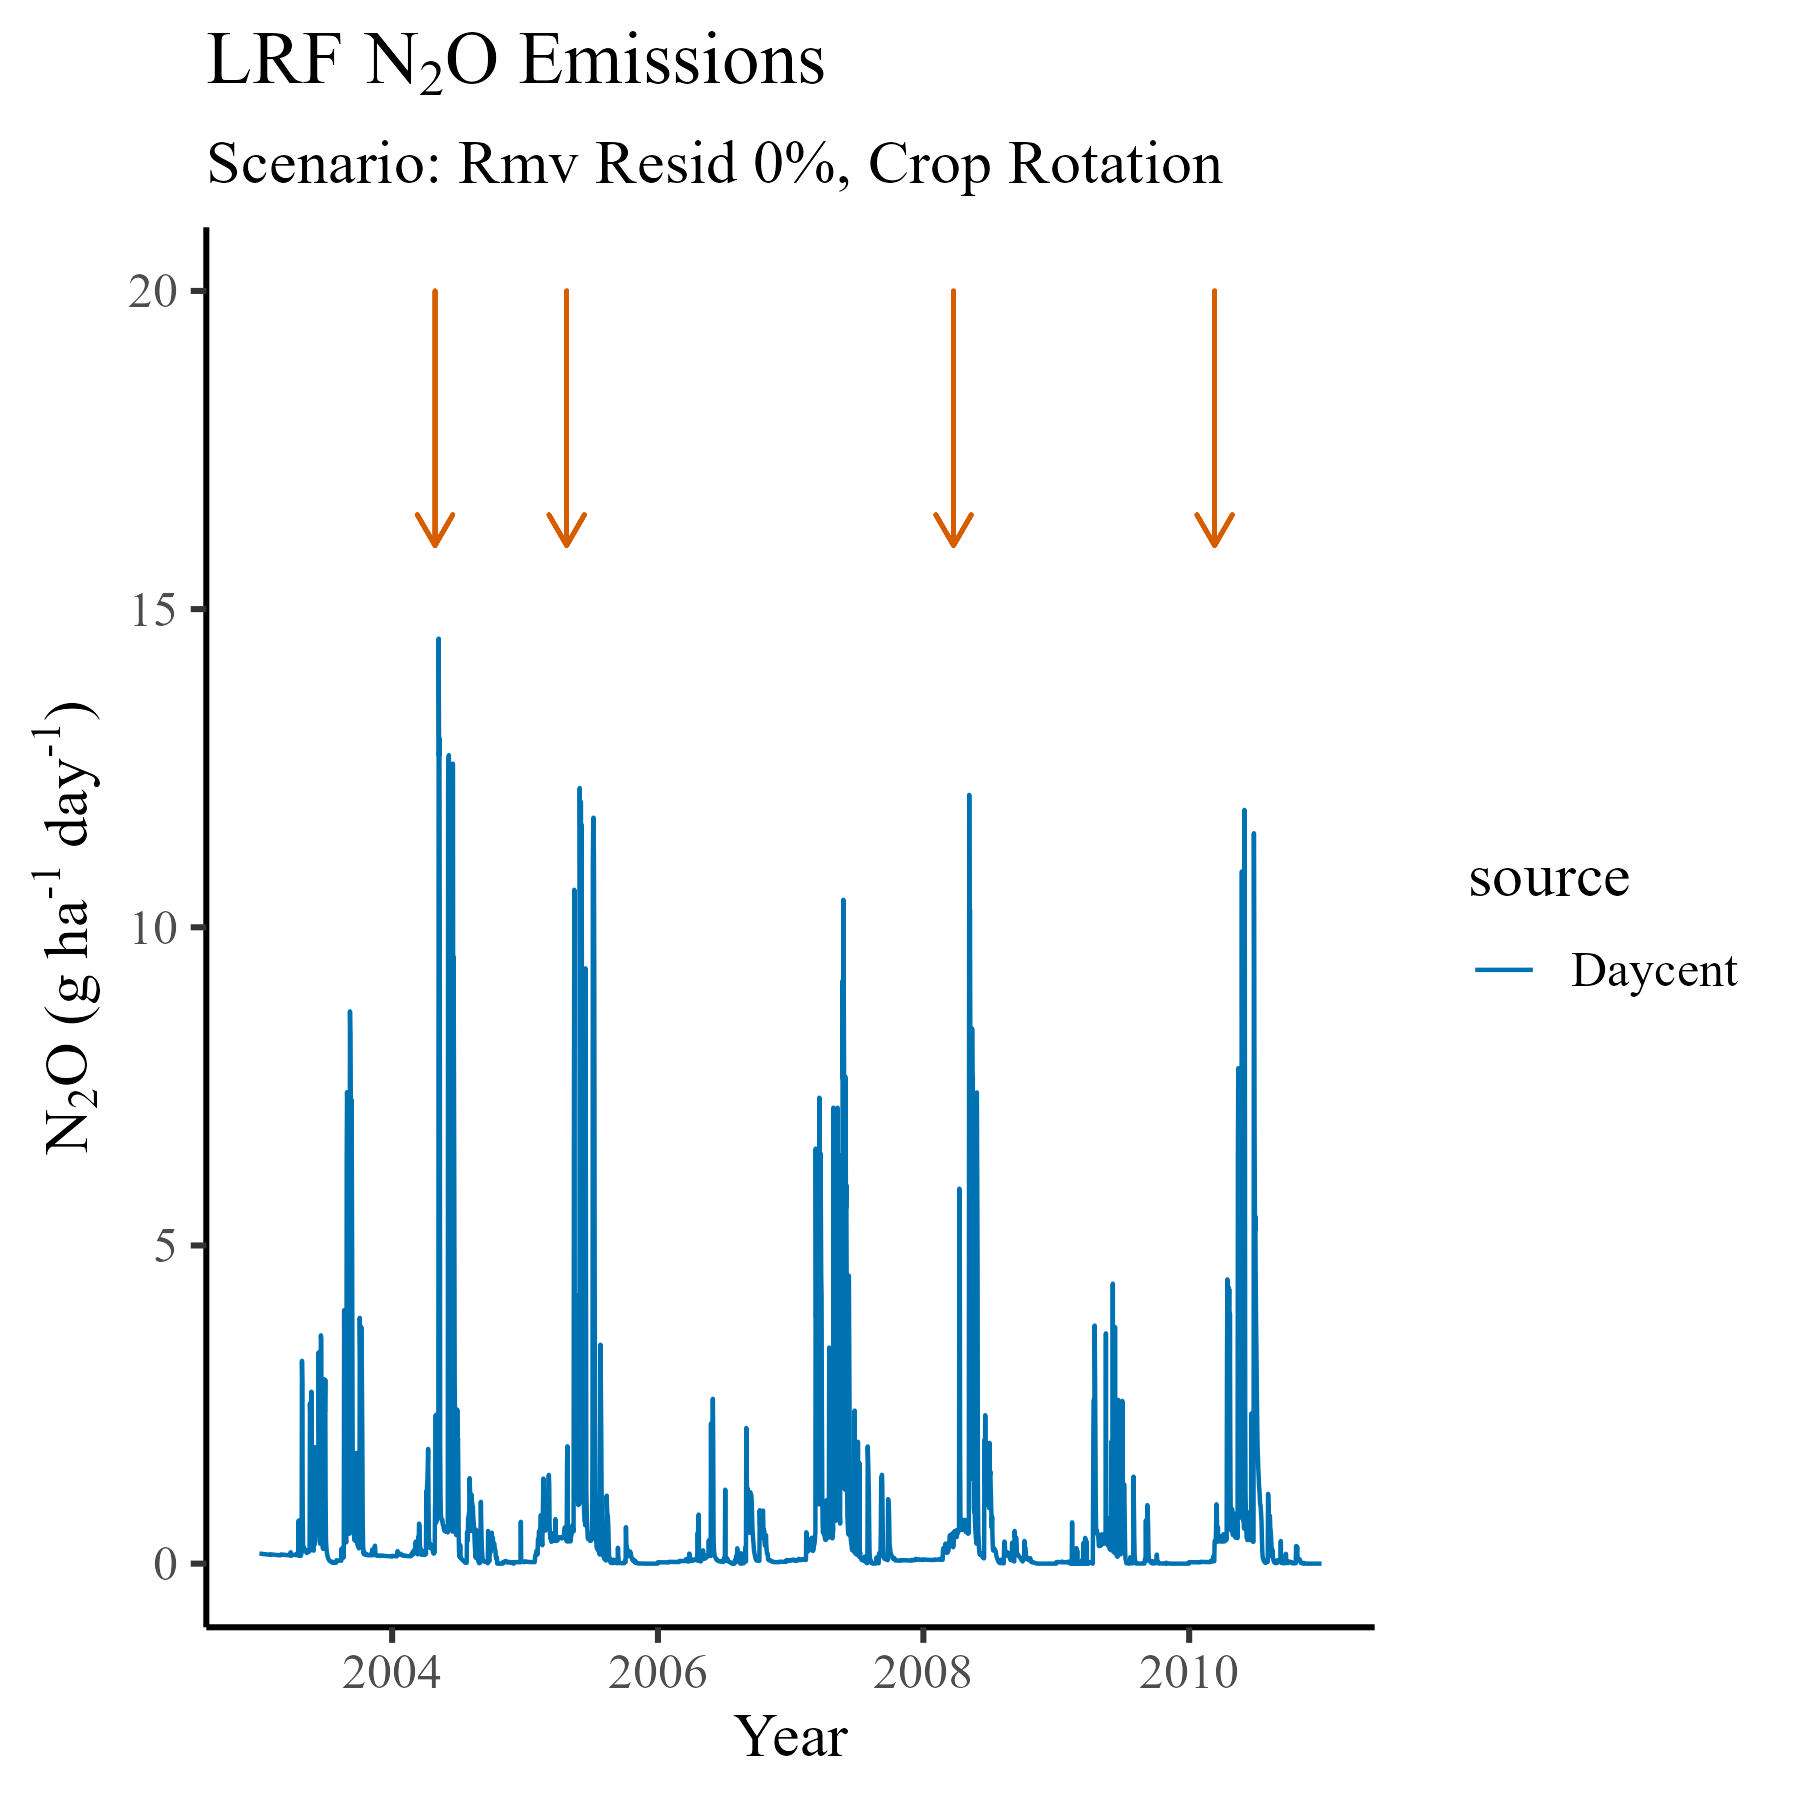 LRF N₂O Emissions
Scenario: Rmv Resid 0%, Crop Rotation
N₂O (g ha⁻¹ day⁻¹)
20
15
10
5
0
2004 2006 2008 2010
Year
source
Daycent